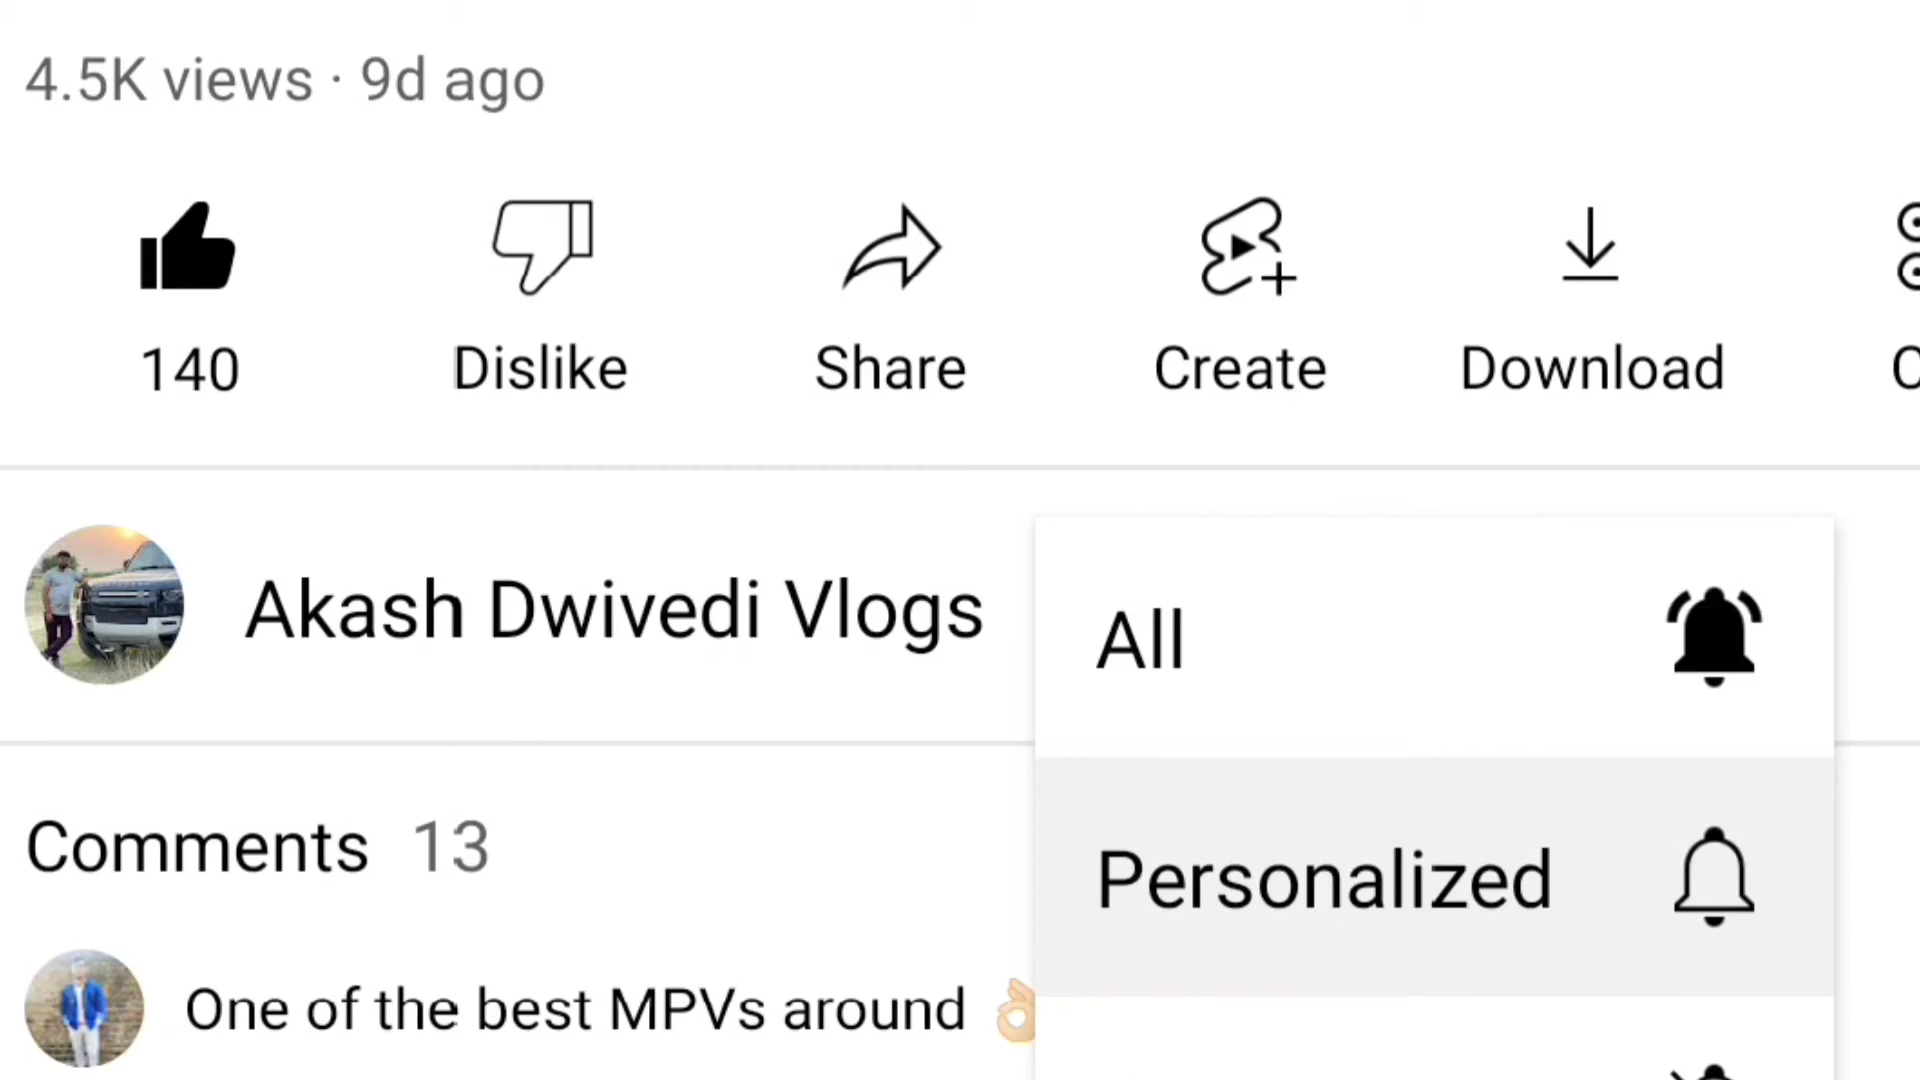 4.5K views · 9d ago
140
Dislike
Share
Create
Download
Akash Dwivedi Vlogs
All
Personalized
Comments 13
One of the best MPVs around 👌🏻